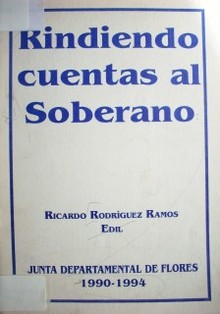 Rindiendo
cuentas al
Soberano
RICARDO RODRÍGUEZ RAMOS
EDIL
JUNTA DEPARTAMENTAL DE FLORES
1990-1994